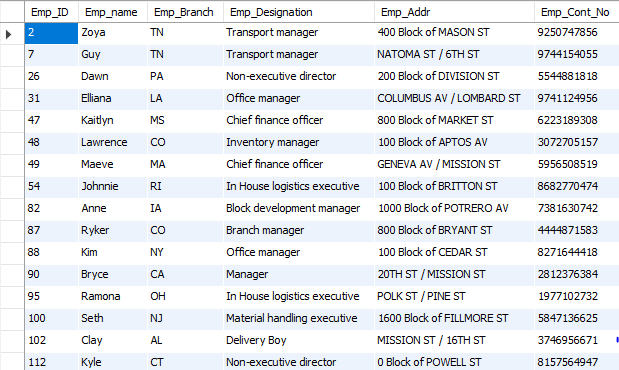 Emp_ID Emp_name Emp_Branch Emp_Designation Emp_Addr Emp_Cont_No
2 Zoya TN Transport manager 400 Block of MASON ST 9250747856
7 Guy TN Transport manager NATOMA ST / 6TH ST 9744154055
26 Dawn PA Non-executive director 200 Block of DIVISION ST 5544881818
31 Elliana LA Office manager COLUMBUS AV / LOMBARD ST 9741124956
47 Kaitlyn MS Chief finance officer 800 Block of MARKET ST 6223189308
48 Lawrence CO Inventory manager 100 Block of APTOS AV 3072705157
49 Maeve MA Chief finance officer GENEVA AV / MISSION ST 5956508519
54 Johnnie RI In House logistics executive 100 Block of BRITTON ST 8682770474
82 Anne IA Block development manager 1000 Block of POTRERO AV 7381630742
87 Ryker CO Branch manager 800 Block of BRYANT ST 4444871583
88 Kim NY Office manager 100 Block of CEDAR ST 8271644418
90 Bryce CA Manager 20TH ST / MISSION ST 2812376384
95 Ramona OH In House logistics executive POLK ST / PINE ST 1977102732
100 Seth NJ Material handling executive 1600 Block of FILLMORE ST 5847136625
102 Clay AL Delivery Boy MISSION ST / 16TH ST 3746956671
112 Kyle CT Non-executive director 0 Block of POWELL ST 8157564947